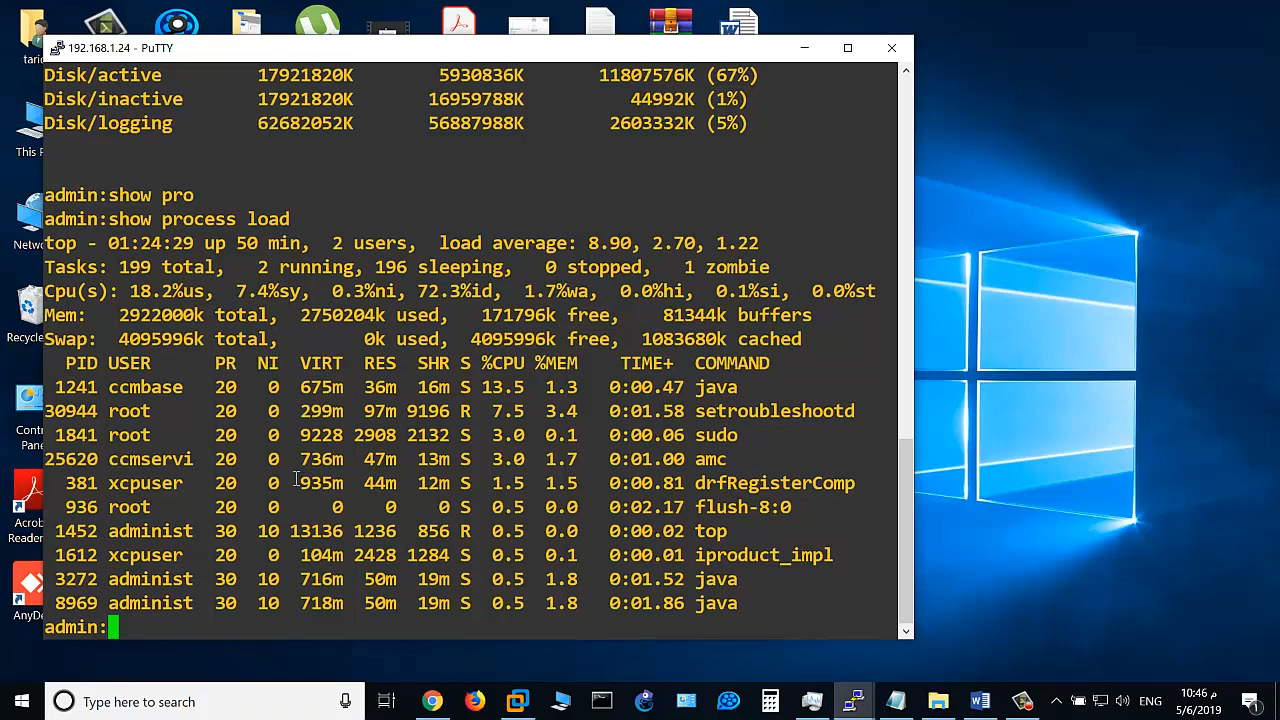 taric
This P
Netwo
Recycle
Contr
Panel
Acrob
Reader
AnyDe
192.168.1.24 - PuTTY
Disk/active 17921820K 5930836K 11807576K (67%)
Disk/inactive 17921820K 16959788K 44992K (1%)
Disk/logging 62682052K 56887988K 2603332K (5%)
admin:show pro
admin:show process load
top - 01:24:29 up 50 min, 2 users, load average: 8.90, 2.70, 1.22
Tasks: 199 total, 2 running, 196 sleeping, 0 stopped, 1 zombie
Cpu(s): 18.2%us, 7.4%sy, 0.3%ni, 72.3%id, 1.7%wa, 0.0%hi, 0.1%si, 0.0%st
Mem: 2922000k total, 2750204k used, 171796k free, 81344k buffers
Swap: 4095996k total, 0k used, 4095996k free, 1083680k cached
PID USER PR NI VIRT RES SHR S %CPU %MEM TIME+ COMMAND
1241 ccmbase 20 0 675m 36m 16m S 13.5 1.3 0:00.47 java
30944 root 20 0 299m 97m 9196 R 7.5 3.4 0:01.58 setroubleshootd
1841 root 20 0 9228 2908 2132 S 3.0 0.1 0:00.06 sudo
25620 ccmservi 20 0 736m 47m 13m S 3.0 1.7 0:01.00 amc
381 xcpuser 20 0 935m 44m 12m S 1.5 1.5 0:00.81 drfRegisterComp
936 root 20 0 0 0 0 S 0.5 0.0 0:02.17 flush-8:0
1452 administ 30 10 13136 1236 856 R 0.5 0.0 0:00.02 top
1612 xcpuser 20 0 104m 2428 1284 S 0.5 0.1 0:00.01 iproduct_impl
3272 administ 30 10 716m 50m 19m S 0.5 1.8 0:01.52 java
8969 administ 30 10 718m 50m 19m S 0.5 1.8 0:01.86 java
admin:
Type here to search
ENG
10:46 م
5/6/2019